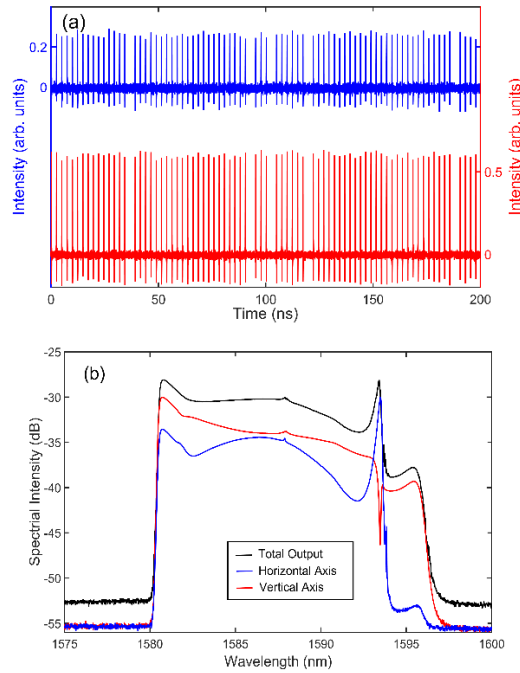 (a)
0.2
0
Intensity (arb. units)
0.5
0
Intensity (arb. units)
0 50 100 150 200
Time (ns)
(b)
-25
-30
-35
-40
-45
-50
-55
Spectrial Intensity (dB)
Total Output
Horizontal Axis
Vertical Axis
1575 1580 1585 1590 1595 1600
Wavelength (nm)